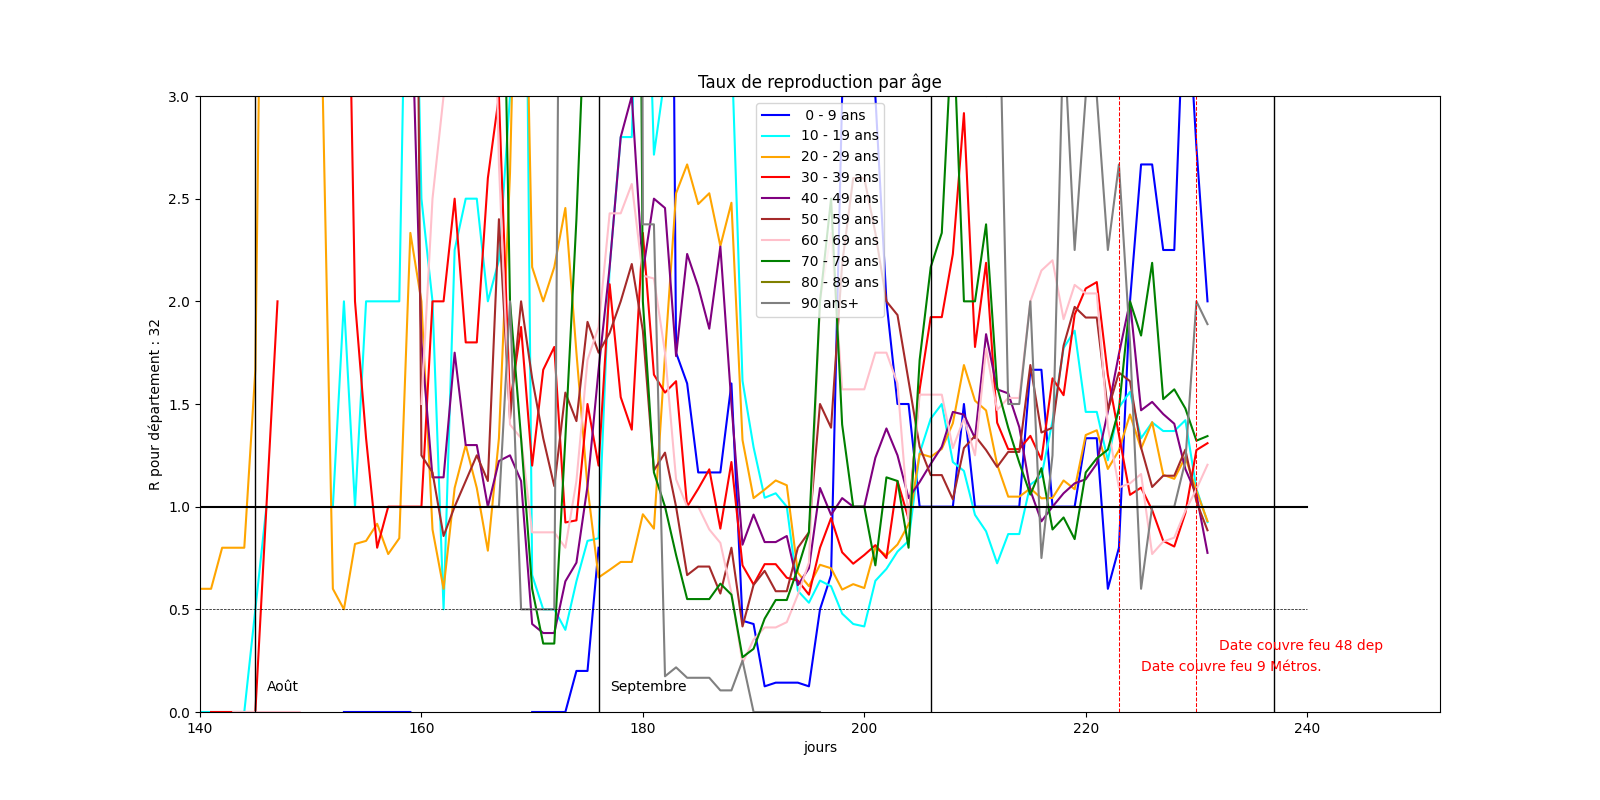 Taux de reproduction par âge
R pour département : 32
3.0
2.5
2.0
1.5
1.0
0.5
0.0
0 - 9 ans
10 - 19 ans
20 - 29 ans
30 - 39 ans
40 - 49 ans
50 - 59 ans
60 - 69 ans
70 - 79 ans
80 - 89 ans
90 ans+
Date couvre feu 48 dep
Date couvre feu 9 Métros.
Août
Septembre
140
160
180
200
220
240
jours